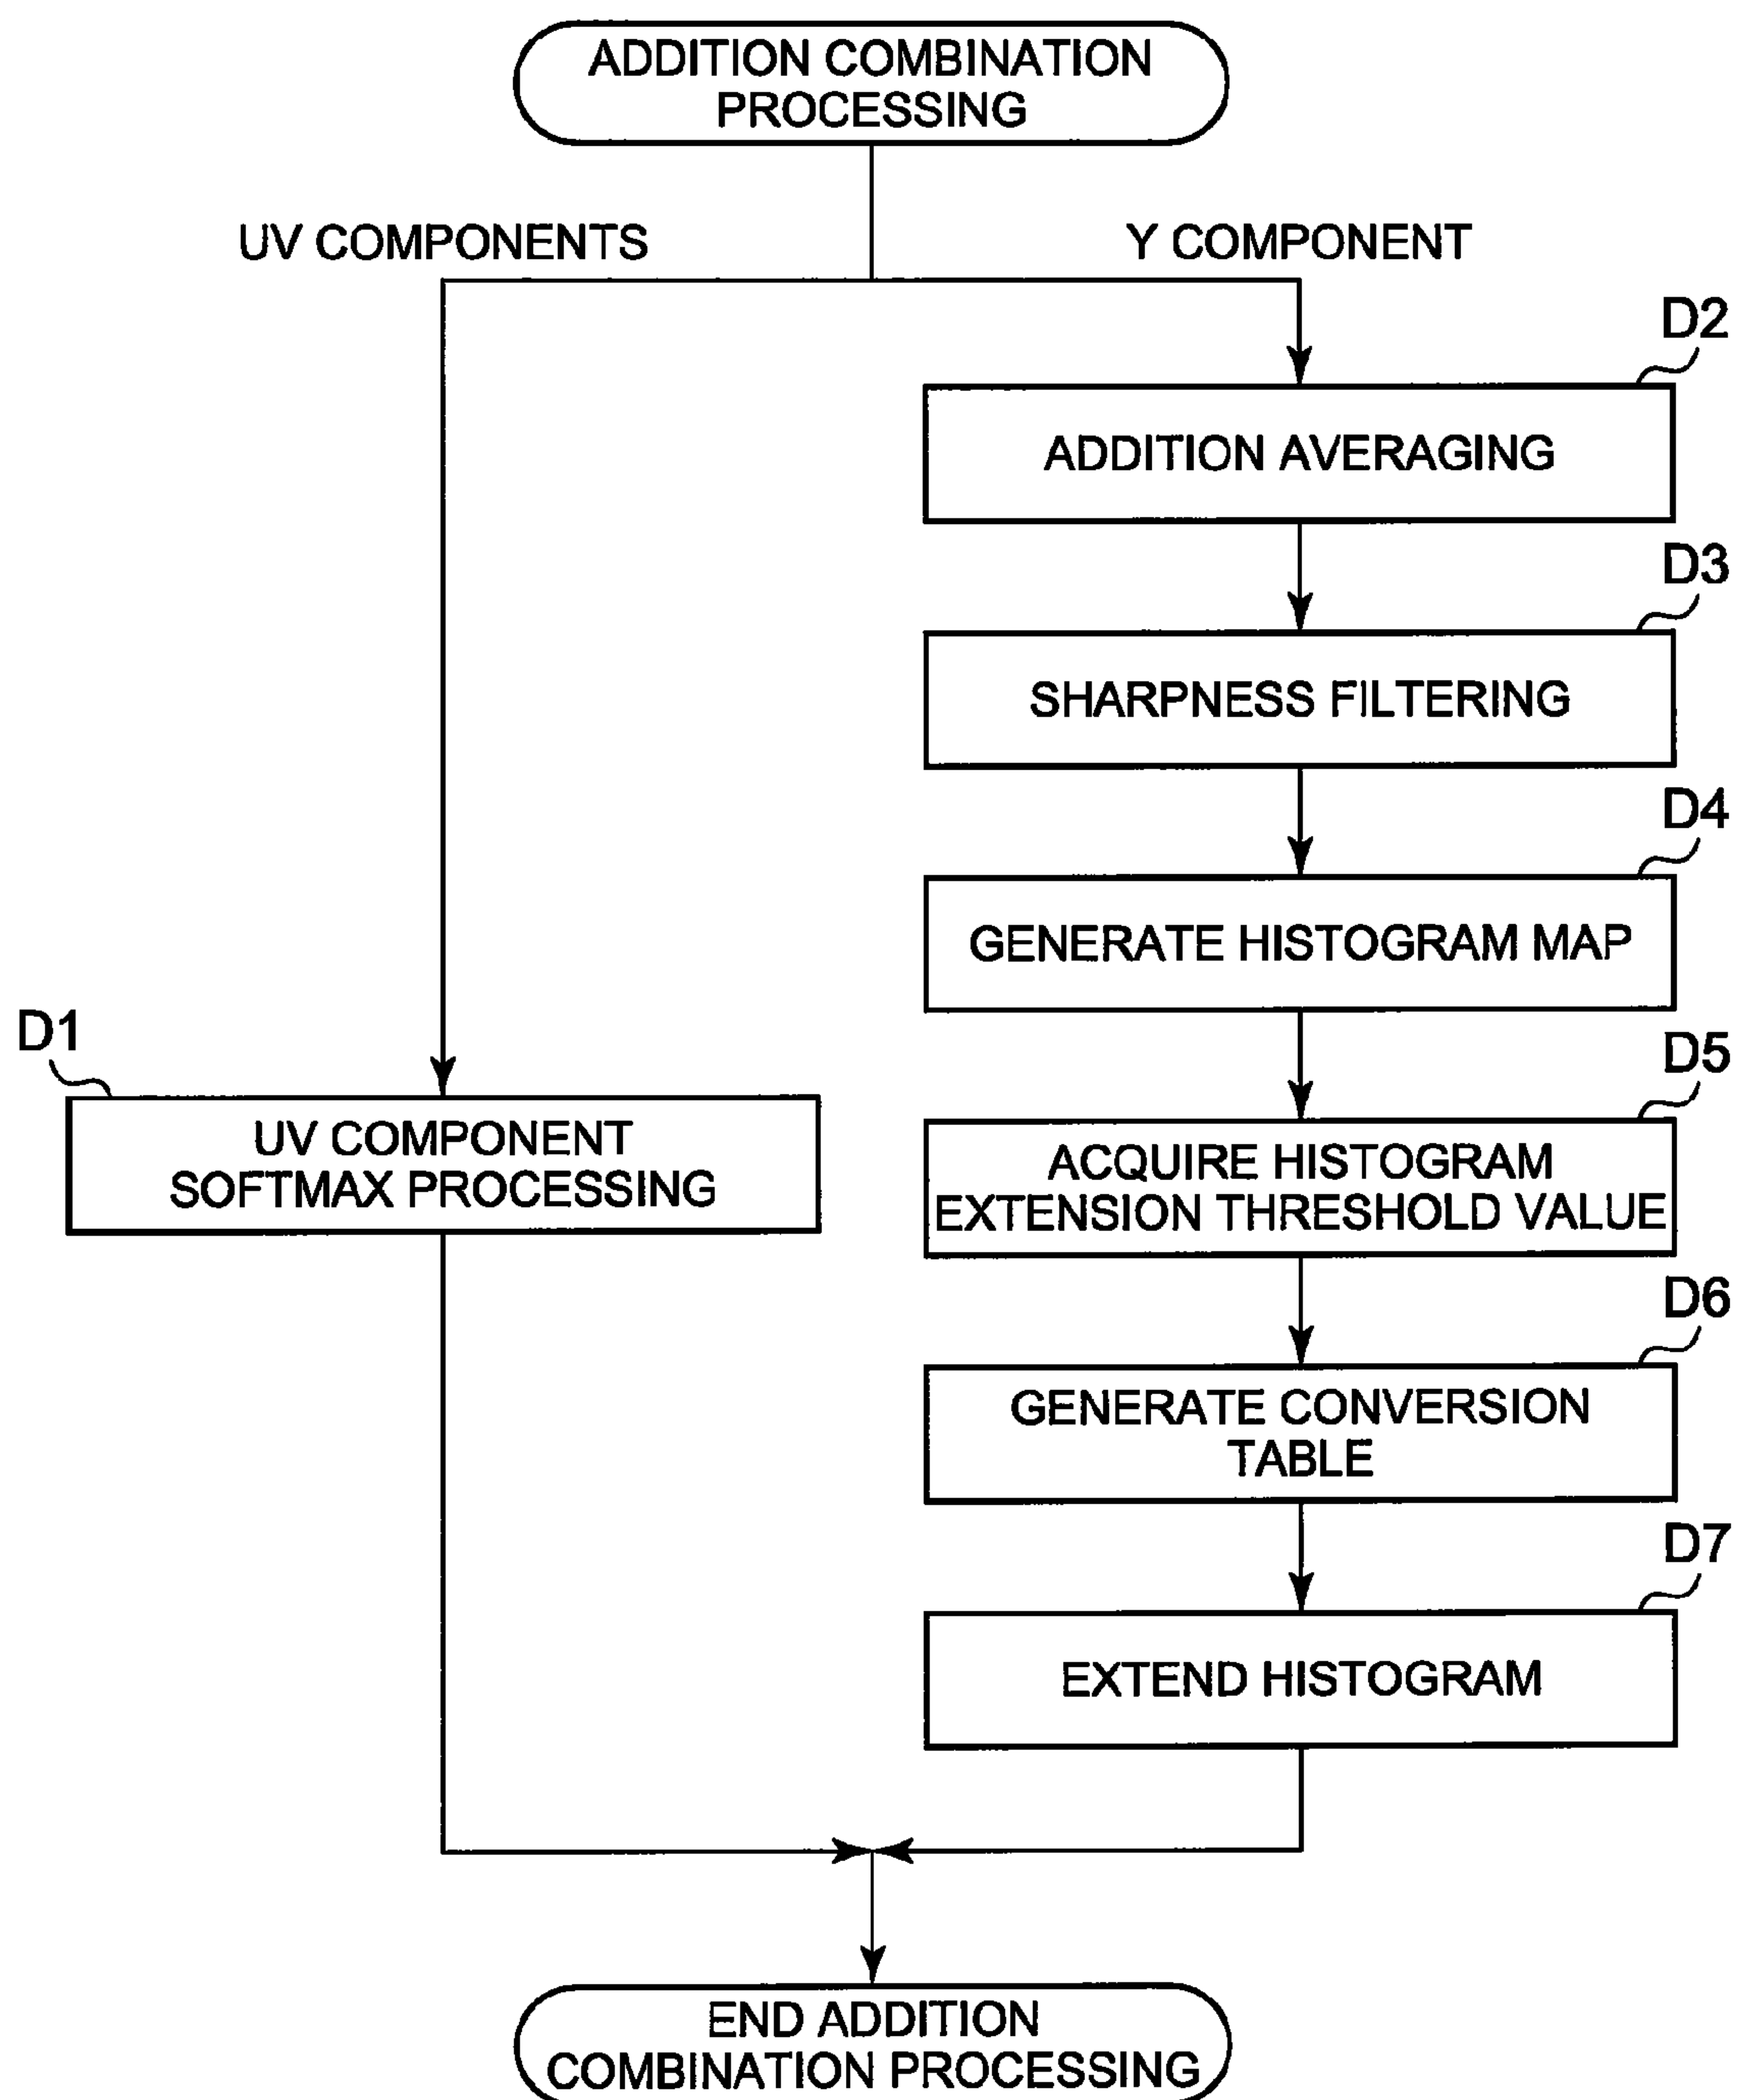 ADDITION COMBINATION
PROCESSING
UV COMPONENTS
Y COMPONENT
D2
ADDITION AVERAGING
D3
SHARPNESS FILTERING
D4
GENERATE HISTOGRAM MAP
D1
UV COMPONENT
SOFTMAX PROCESSING
D5
ACQUIRE HISTOGRAM
EXTENSION THRESHOLD VALUE
D6
GENERATE CONVERSION
TABLE
D7
EXTEND HISTOGRAM
END ADDITION
COMBINATION PROCESSING